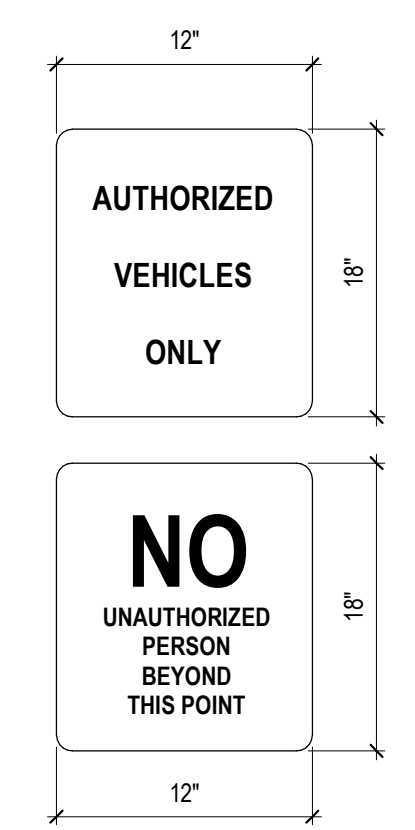 12"
AUTHORIZED
VEHICLES
ONLY
18"
NO
UNAUTHORIZED
PERSON
BEYOND
THIS POINT
18"
12"